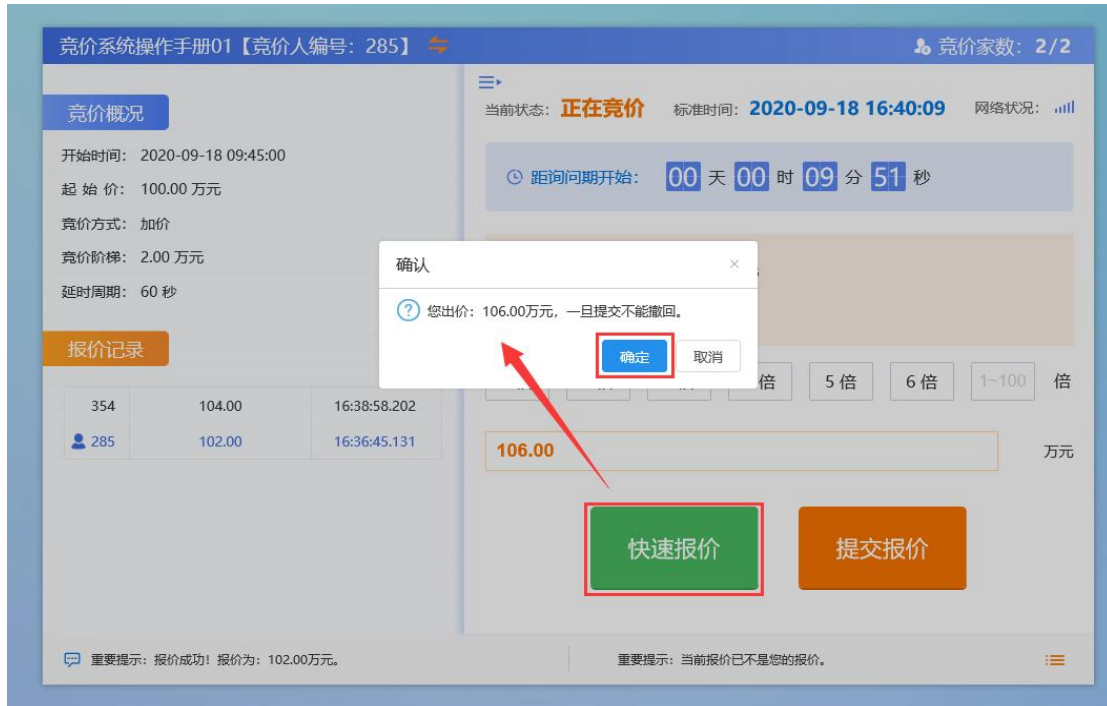 竞价系统操作手册01【竞价人编号：285】
竞价家数：2/2
竞价概况
开始时间： 2020-09-18 09:45:00
起 始 价： 100.00 万元
竞价方式： 加价
竞价阶梯： 2.00 万元
延时周期： 60 秒
报价记录
354 104.00 16:38:58.202
285 102.00 16:36:45.131
当前状态：正在竞价 标准时间：2020-09-18 16:40:09 网络状况：
距询问期开始： 00 天 00 时 09 分 51 秒
确认 ×
您出价：106.00万元，一旦提交不能撤回。
确定 取消
倍 5 倍 6 倍 1~100 倍
106.00 万元
快速报价 提交报价
重要提示：报价成功！报价为：102.00万元。
重要提示：当前报价已不是您的报价。